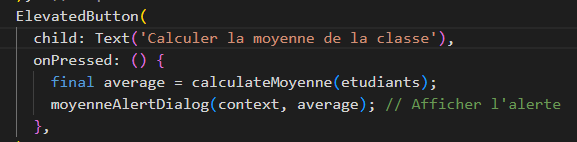 ElevatedButton(
child: Text('Calculer la moyenne de la classe'),
onPressed: () {
final average = calculateMoyenne(etudiants);
moyenneAlertDialog(context, average); // Afficher l'alerte
},